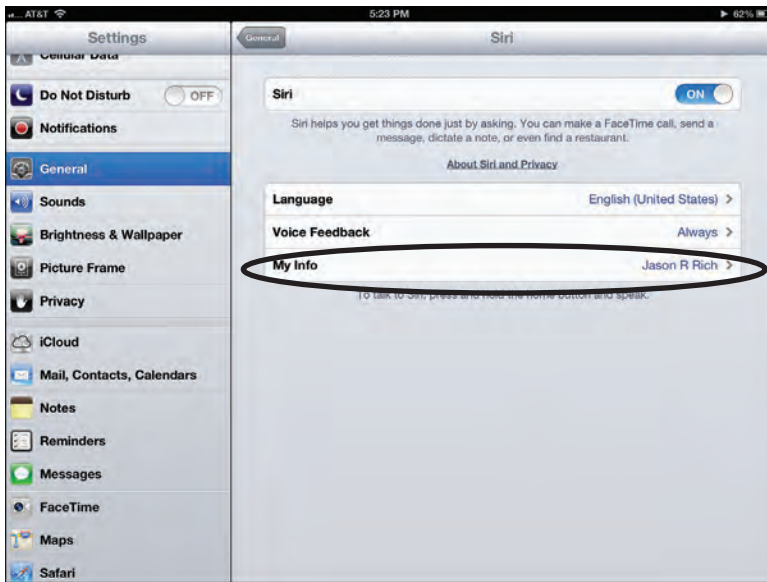 AT&T
5:23 PM
62%
Settings
General
Siri
Cellular Data
Do Not Disturb OFF
Notifications
General
Sounds
Brightness & Wallpaper
Picture Frame
Privacy
iCloud
Mail, Contacts, Calendars
Notes
Reminders
Messages
FaceTime
Maps
Safari
Siri ON
Siri helps you get things done just by asking. You can make a FaceTime call, send a
message, dictate a note, or even find a restaurant.
About Siri and Privacy
Language English (United States)
Voice Feedback Always
My Info Jason R Rich
To talk to Siri, press and hold the home button and speak.